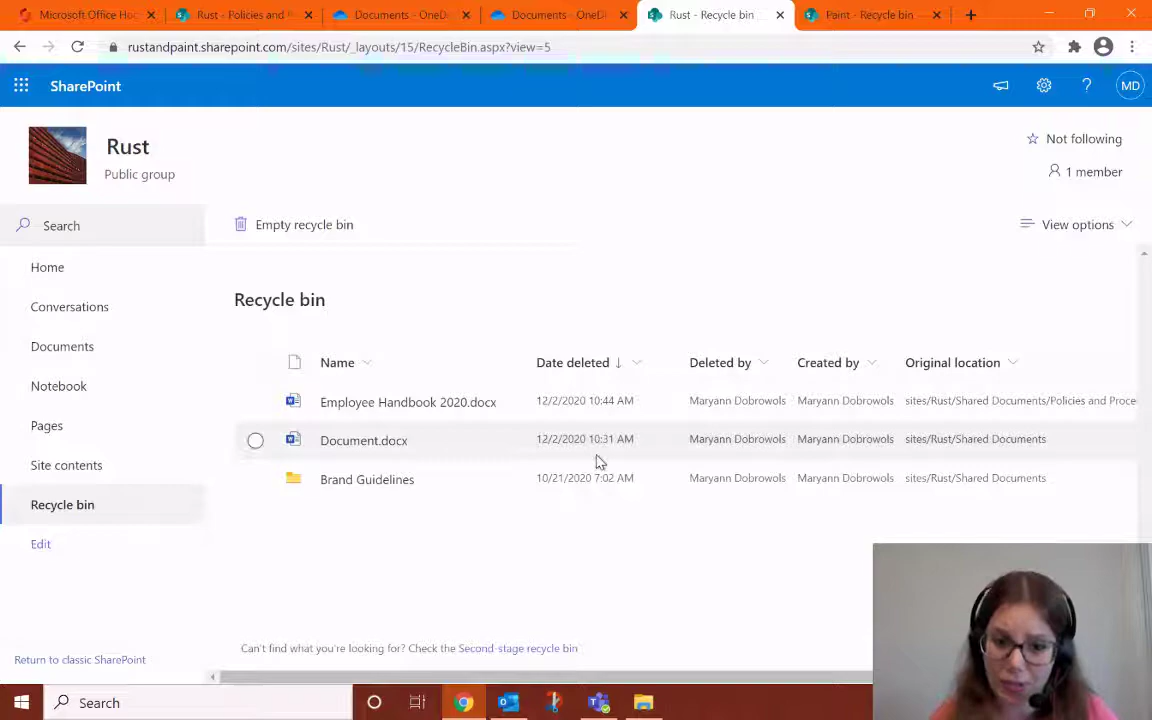 Microsoft Office Ho
Rust - Policies and P
Documents - OneDr
Documents - OneDr
Rust - Recycle bin
Paint - Recycle bin
rustandpaint.sharepoint.com/sites/Rust/_layouts/15/RecycleBin.aspx?view=5
SharePoint
MD
Rust
Public group
Not following
1 member
Search
Empty recycle bin
View options
Home
Conversations
Documents
Notebook
Pages
Site contents
Recycle bin
Edit
Return to classic SharePoint
Recycle bin
Name Date deleted Deleted by Created by Original location
Employee Handbook 2020.docx 12/2/2020 10:44 AM Maryann Dobrowols Maryann Dobrowols sites/Rust/Shared Documents/Policies and Proce
Document.docx 12/2/2020 10:31 AM Maryann Dobrowols Maryann Dobrowols sites/Rust/Shared Documents
Brand Guidelines 10/21/2020 7:02 AM Maryann Dobrowols Maryann Dobrowols sites/Rust/Shared Documents
Can't find what you're looking for? Check the Second-stage recycle bin
Search